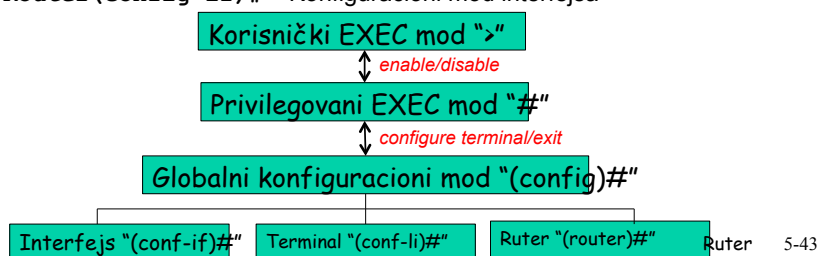 Korisnički EXEC mod “>”
enable/disable
Privilegovani EXEC mod “#”
configure terminal/exit
Globalni konfiguracioni mod “(config)#”
Interfejs “(conf-if)#” Terminal “(conf-li)#” Ruter “(router)#” Ruter 5-43